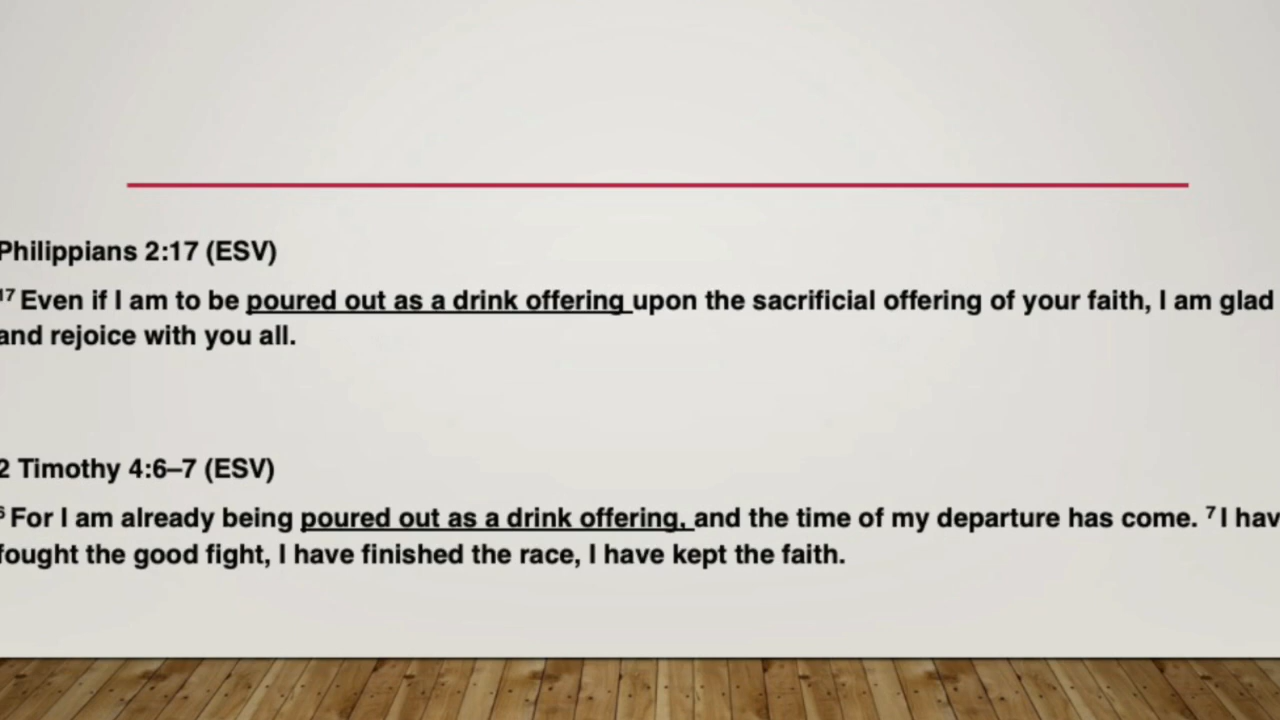 Philippians 2:17 (ESV)
17 Even if I am to be poured out as a drink offering upon the sacrificial offering of your faith, I am glad
and rejoice with you all.
2 Timothy 4:6–7 (ESV)
6 For I am already being poured out as a drink offering, and the time of my departure has come. 7 I hav
fought the good fight, I have finished the race, I have kept the faith.